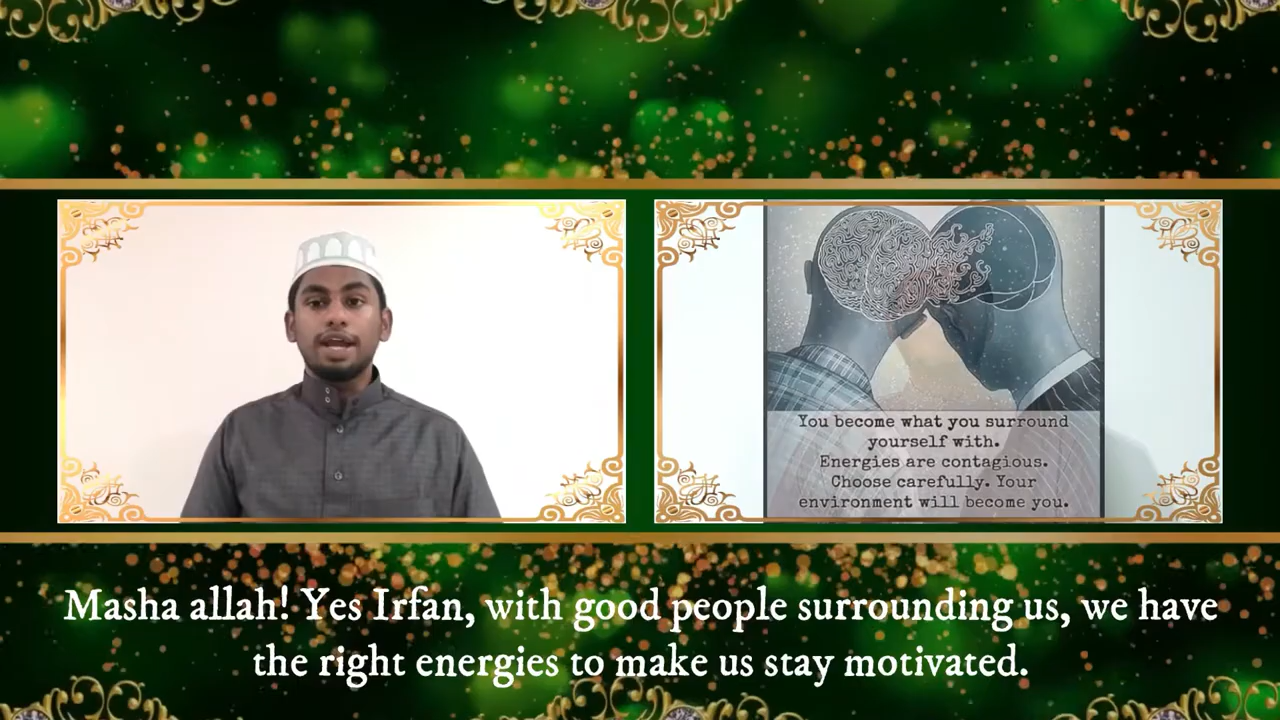 You become what you surround
yourself with.
Energies are contagious.
Choose carefully. Your
environment will become you.
Masha allah! Yes Irfan, with good people surrounding us, we have
the right energies to make us stay motivated.